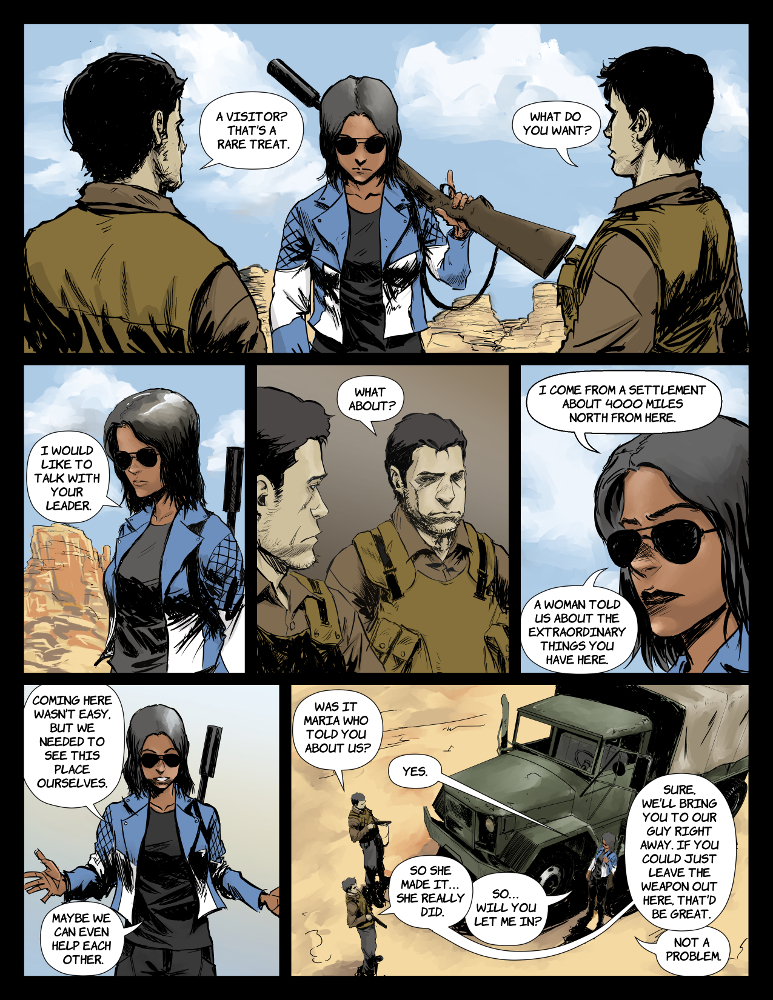 A VISITOR?
THAT'S A
RARE TREAT.
WHAT DO
YOU WANT?
I WOULD
LIKE TO
TALK WITH
YOUR
LEADER.
WHAT
ABOUT?
I COME FROM A SETTLEMENT
ABOUT 4000 MILES
NORTH FROM HERE.
A WOMAN TOLD
US ABOUT THE
EXTRAORDINARY
THINGS YOU
HAVE HERE.
COMING HERE
WASN'T EASY.
BUT WE
NEEDED TO
SEE THIS
PLACE
OURSELVES.
MAYBE WE
CAN EVEN
HELP EACH
OTHER.
WAS IT
MARIA WHO
TOLD YOU
ABOUT US?
YES.
SO SHE
MADE IT...
SHE REALLY
DID.
SO...
WILL YOU
LET ME IN?
SURE.
WE'LL BRING
YOU TO OUR
GUY RIGHT
AWAY. IF YOU
COULD JUST
LEAVE THE
WEAPON OUT
HERE, THAT'D
BE GREAT.
NOT A
PROBLEM.